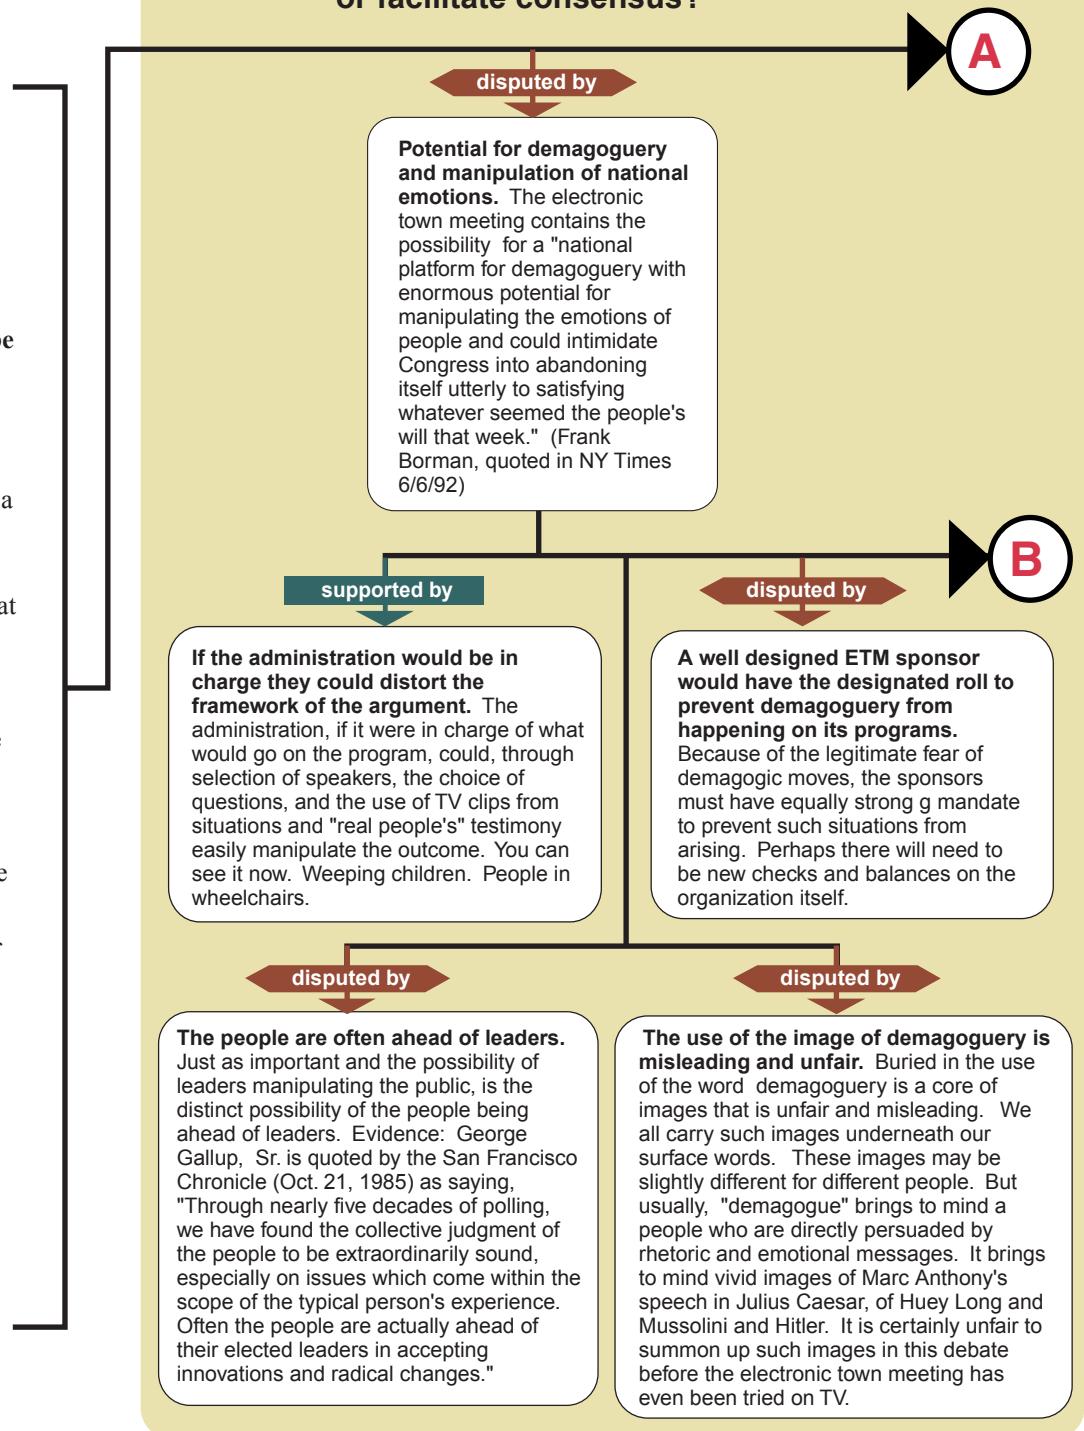 or facilitate consensus?
A
disputed by
Potential for demagoguery
and manipulation of national
emotions. The electronic
town meeting contains the
possibility for a "national
platform for demagoguery with
enormous potential for
manipulating the emotions of
people and could intimidate
Congress into abandoning
itself utterly to satisfying
whatever seemed the people's
will that week." (Frank
Borman, quoted in NY Times
6/6/92)
a
at
e
B
supported by
If the administration would be in
charge they could distort the
framework of the argument. The
administration, if it were in charge of what
would go on the program, could, through
selection of speakers, the choice of
questions, and the use of TV clips from
situations and "real people's" testimony
easily manipulate the outcome. You can
see it now. Weeping children. People in
wheelchairs.
disputed by
A well designed ETM sponsor
would have the designated roll to
prevent demagoguery from
happening on its programs.
Because of the legitimate fear of
demagogic moves, the sponsors
must have equally strong g mandate
to prevent such situations from
arising. Perhaps there will need to
be new checks and balances on the
organization itself.
disputed by
The people are often ahead of leaders.
Just as important and the possibility of
leaders manipulating the public, is the
distinct possibility of the people being
ahead of leaders. Evidence: George
Gallup, Sr. is quoted by the San Francisco
Chronicle (Oct. 21, 1985) as saying,
"Through nearly five decades of polling,
we have found the collective judgment of
the people to be extraordinarily sound,
especially on issues which come within the
scope of the typical person's experience.
Often the people are actually ahead of
their elected leaders in accepting
innovations and radical changes."
disputed by
The use of the image of demagoguery is
misleading and unfair. Buried in the use
of the word demagoguery is a core of
images that is unfair and misleading. We
all carry such images underneath our
surface words. These images may be
slightly different for different people. But
usually, "demagogue" brings to mind a
people who are directly persuaded by
rhetoric and emotional messages. It brings
to mind vivid images of Marc Anthony's
speech in Julius Caesar, of Huey Long and
Mussolini and Hitler. It is certainly unfair to
summon up such images in this debate
before the electronic town meeting has
even been tried on TV.